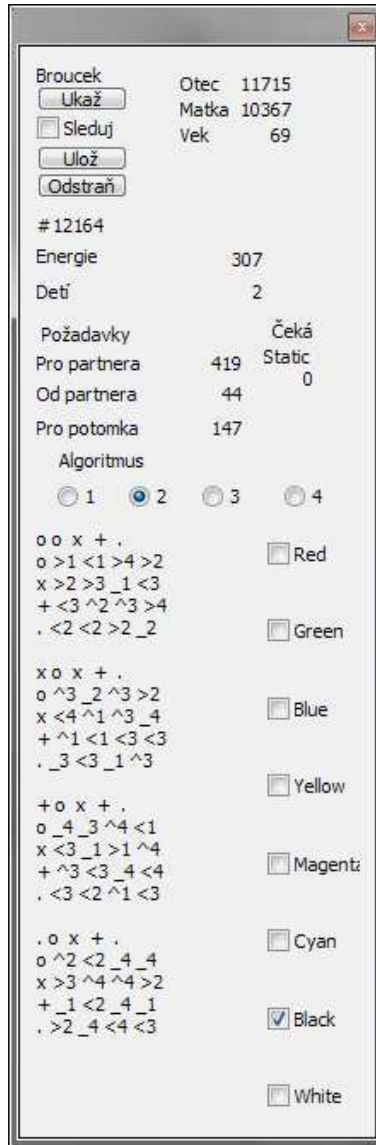 Broucek
Ukaž
Sleduj
Ulož
Odstraň
Otec 11715
Matka 10367
Vek 69
#12164
Energie 307
Detí 2
Požadavky Čeká
Pro partnera 419 Static
0
Od partnera 44
Pro potomka 147
Algoritmus
1 2 3 4
o o x + .
o >1 <1 >4 >2
x >2 >3 _1 <3
+ <3 ^2 ^3 >4
. <2 <2 >2 _2
x o x + .
o ^3 _2 ^3 >2
x <4 ^1 ^3 _4
+ ^1 <1 <3 <3
. _3 <3 _1 ^3
+ o x + .
o _4 _3 ^4 <1
x <3 _1 >1 ^4
+ ^3 <3 _4 <4
. <3 <2 ^1 <3
. o x + .
o ^2 <2 _4 _4
x >3 ^4 ^4 >2
+ _1 <2 _4 _1
. >2 _4 <4 <3
Red
Green
Blue
Yellow
Magenta
Cyan
Black
White